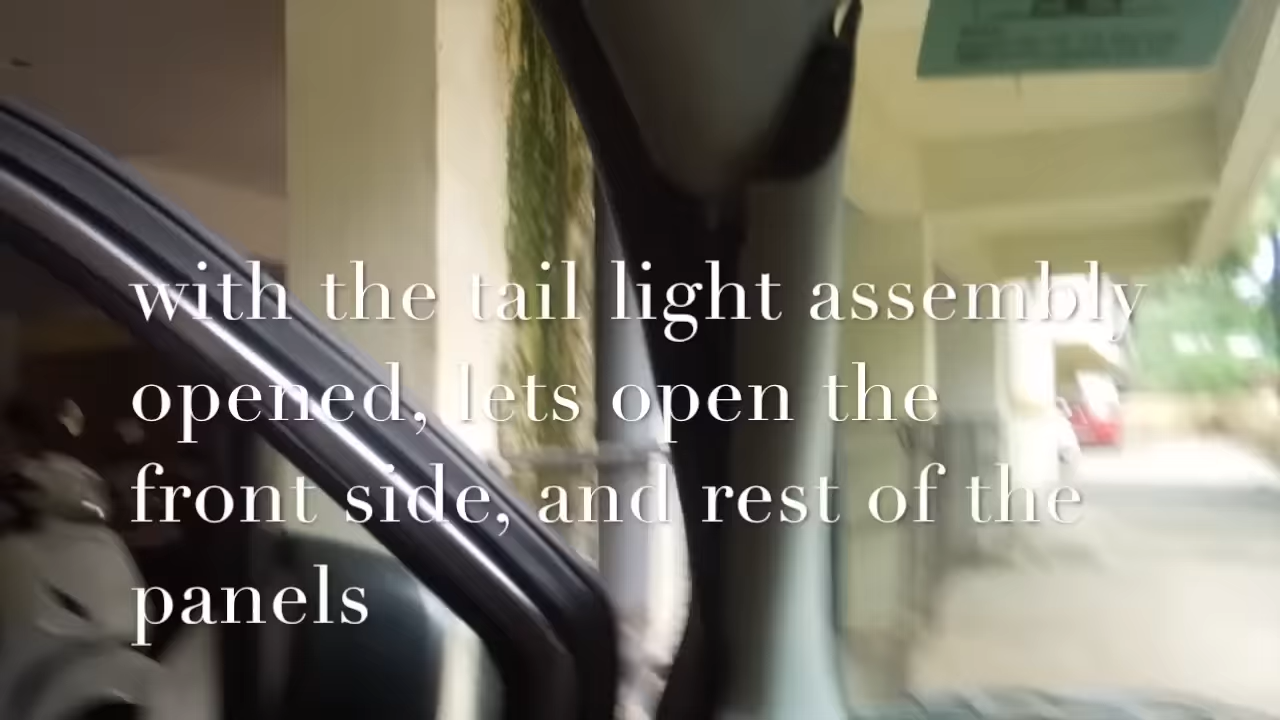 with the tail light assembly
opened, lets open the
front side, and rest of the
panels